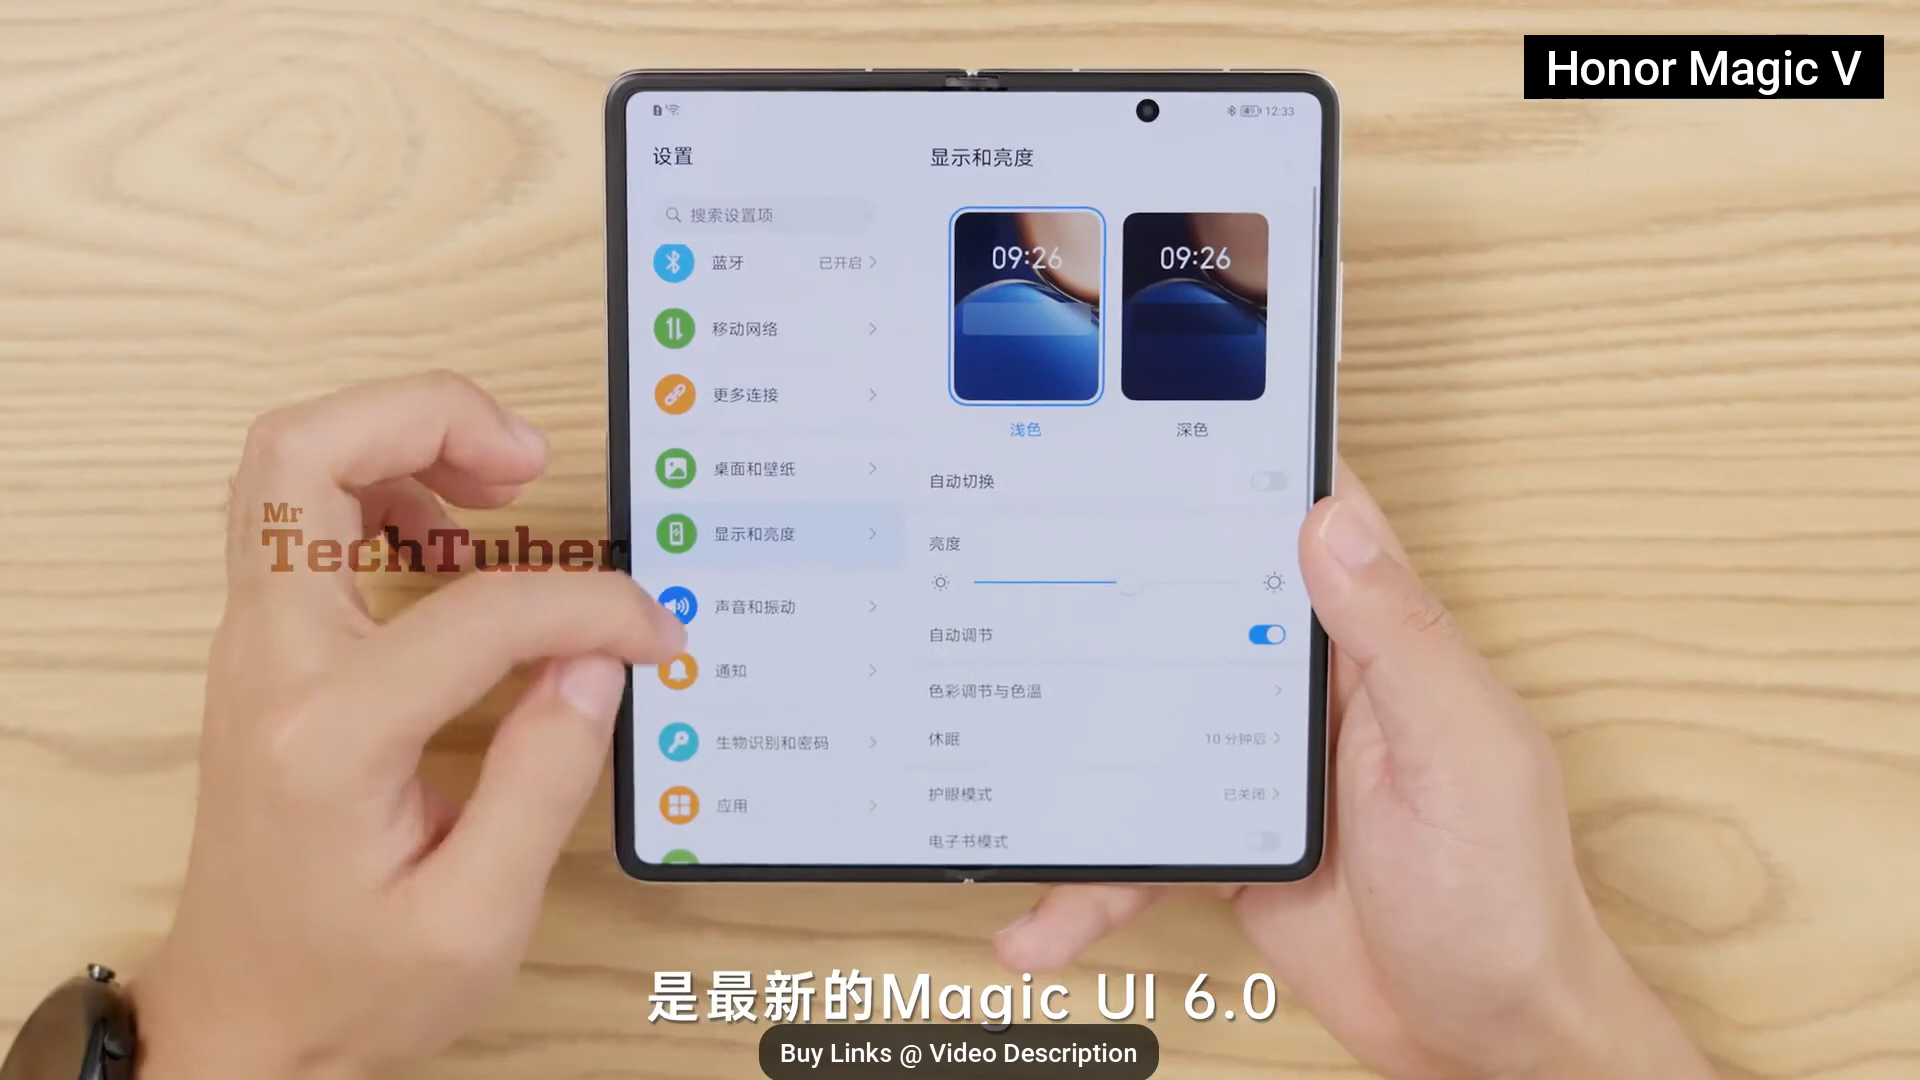 Honor Magic V
12:33
设置
搜索设置项
蓝牙 已开启
移动网络
更多连接
桌面和壁纸
显示和亮度
声音和振动
通知
生物识别和密码
应用
显示和亮度
09:26
09:26
浅色
深色
自动切换
亮度
自动调节
色彩调节与色温
休眠 10 分钟后
护眼模式 已关闭
电子书模式
Mr
TechTuber
是最新的Magic UI 6.0
Buy Links @ Video Description